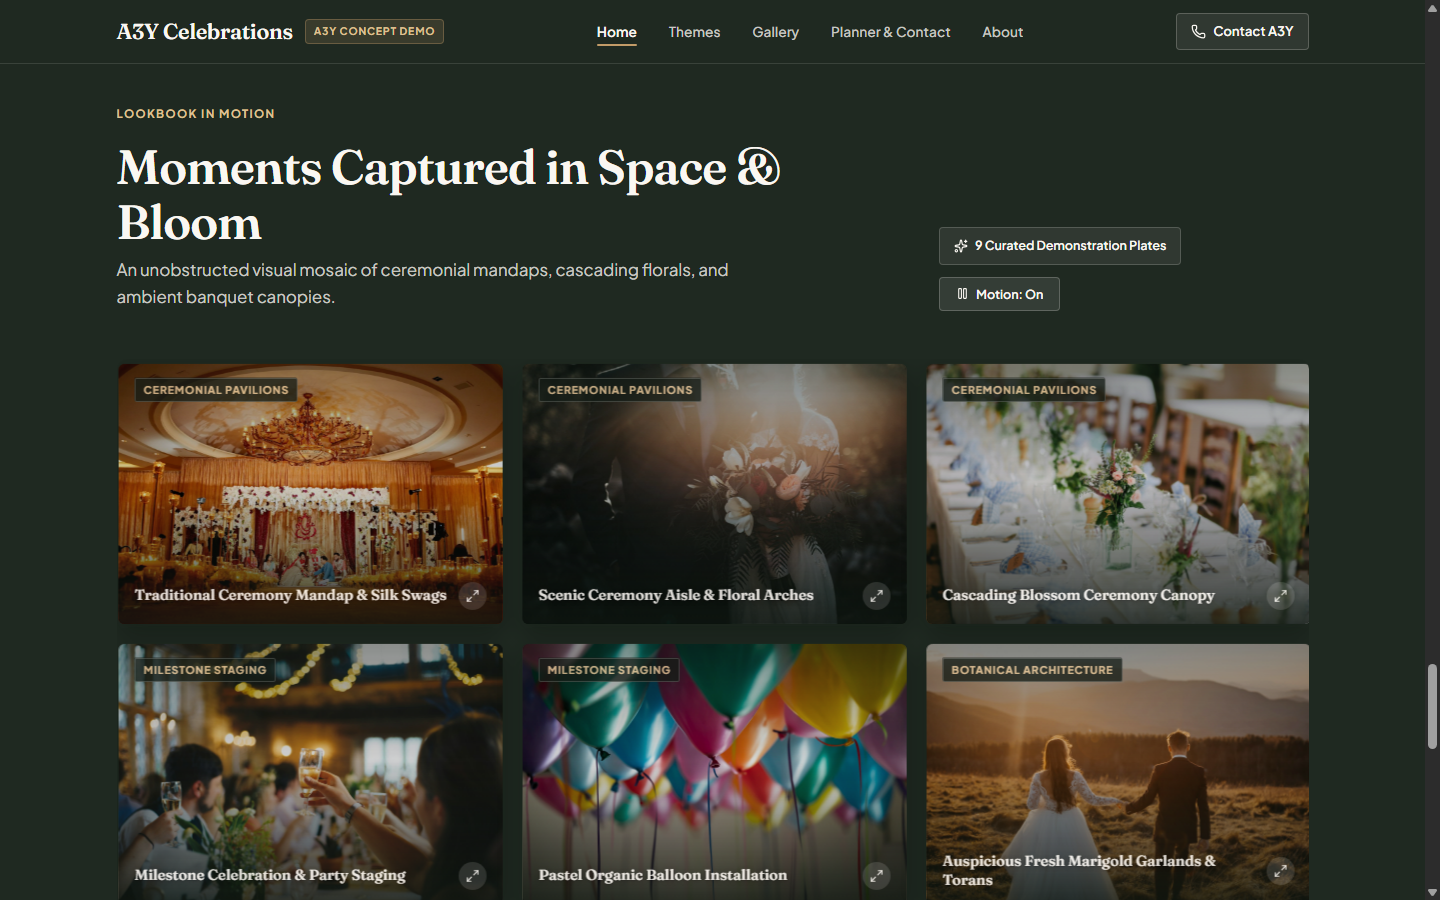 A3Y Celebrations
A3Y CONCEPT DEMO
Home
Themes
Gallery
Planner & Contact
About
Contact A3Y
LOOKBOOK IN MOTION
Moments Captured in Space &
Bloom
An unobstructed visual mosaic of ceremonial mandaps, cascading florals, and
ambient banquet canopies.
9 Curated Demonstration Plates
Motion: On
CEREMONIAL PAVILIONS
Traditional Ceremony Mandap & Silk Swags
CEREMONIAL PAVILIONS
Scenic Ceremony Aisle & Floral Arches
CEREMONIAL PAVILIONS
Cascading Blossom Ceremony Canopy
MILESTONE STAGING
Milestone Celebration & Party Staging
MILESTONE STAGING
Pastel Organic Balloon Installation
BOTANICAL ARCHITECTURE
Auspicious Fresh Marigold Garlands &
Torans